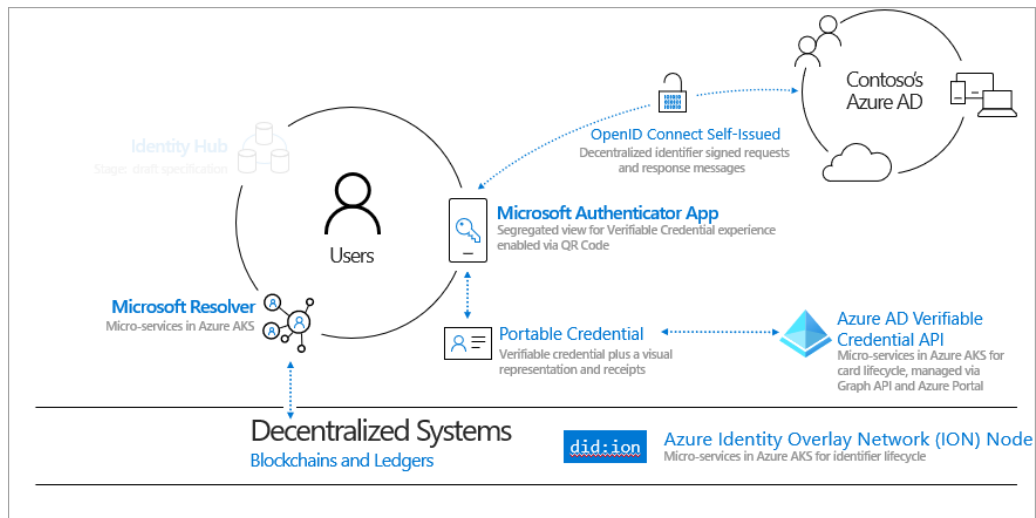 Contoso's
Azure AD
OpenID Connect Self-Issued
Decentralized identifier signed requests
and response messages
Identity Hub
Stage: draft specification
Users
Microsoft Authenticator App
Segregated view for Verifiable Credential experience
enabled via QR Code
Microsoft Resolver
Micro-services in Azure AKS
Portable Credential
Verifiable credential plus a visual
representation and receipts
Azure AD Verifiable
Credential API
Micro-services in Azure AKS for
card lifecycle, managed via
Graph API and Azure Portal
Decentralized Systems
Blockchains and Ledgers
did:ion
Azure Identity Overlay Network (ION) Node
Micro-services in Azure AKS for identifier lifecycle